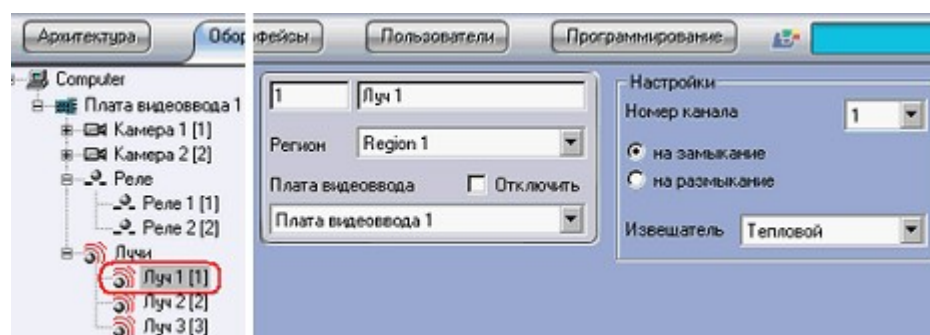 Архитектура
Обор
фейсы
Пользователи
Программирование
Computer
Плата видеоввода 1
Камера 1 [1]
Камера 2 [2]
Реле
Реле 1 [1]
Реле 2 [2]
Лучи
Луч 1 [1]
Луч 2 [2]
Луч 3 [3]
1
Луч 1
Регион
Region 1
Плата видеоввода
Отключить
Плата видеоввода 1
Настройки
Номер канала
1
на замыкание
на размыкание
Извещатель
Тепловой